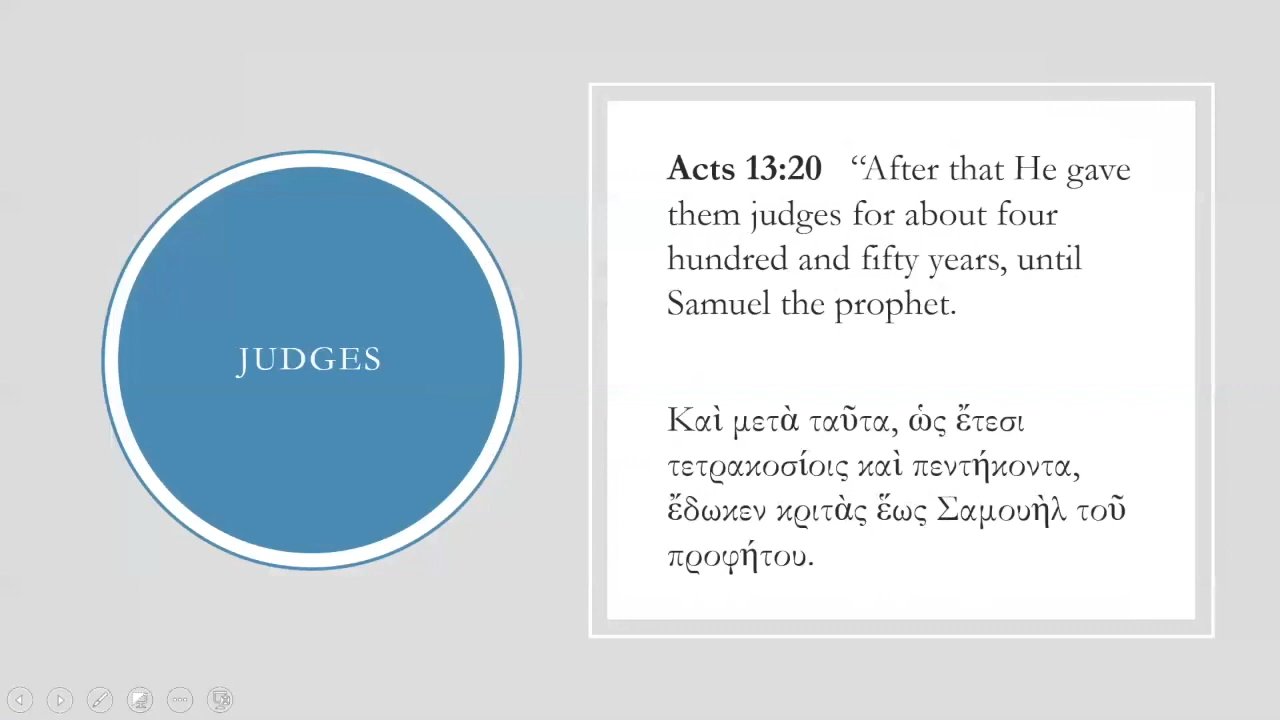 JUDGES
Acts 13:20 “After that He gave
them judges for about four
hundred and fifty years, until
Samuel the prophet.
Καὶ μετὰ ταῦτα, ὡς ἔτεσι
τετρακοσίοις καὶ πεντήκοντα,
ἔδωκεν κριτὰς ἕως Σαμουὴλ τοῦ
προφήτου.